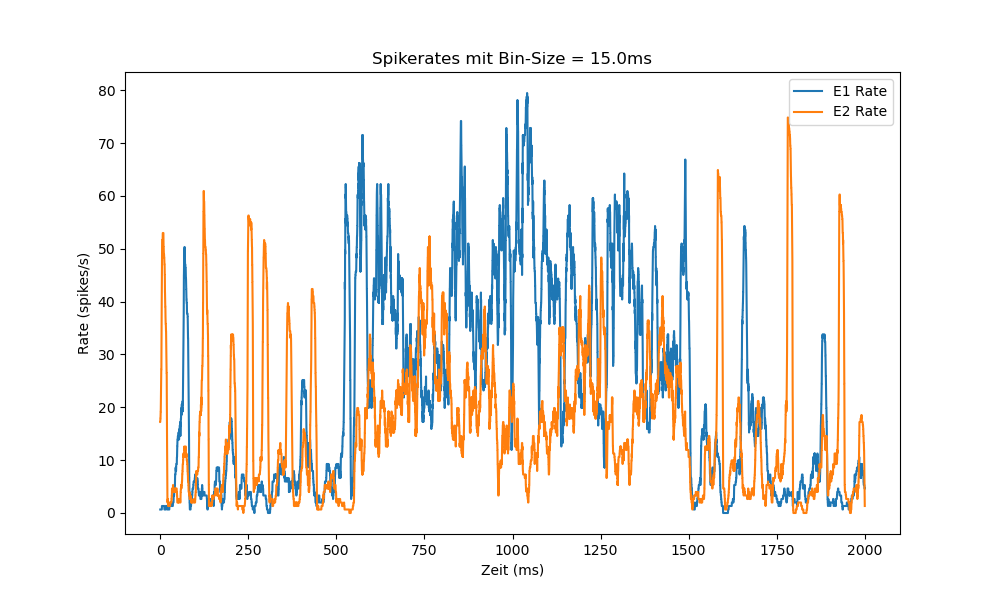 Spikerates mit Bin-Size = 15.0ms
E1 Rate
E2 Rate
Rate (spikes/s)
80
70
60
50
40
30
20
10
0
0 250 500 750 1000 1250 1500 1750 2000
Zeit (ms)